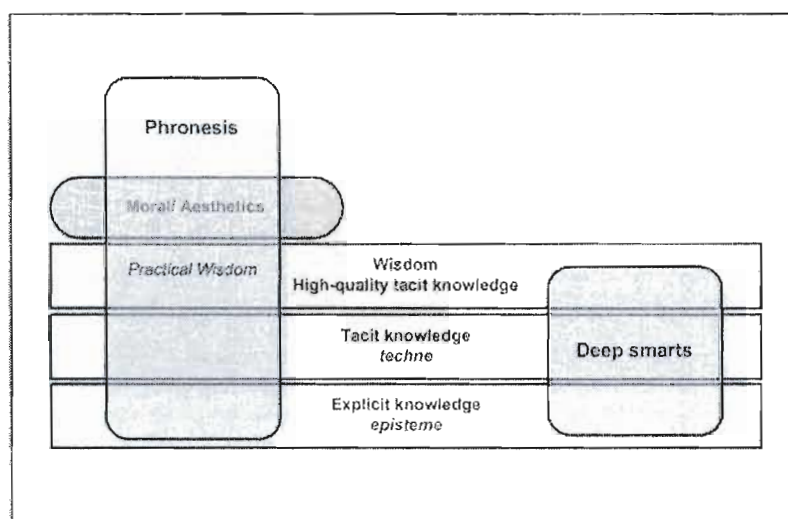 Phronesis
Moral/ Aesthetics
Practical Wisdom
Wisdom
High-quality tacit knowledge
Tacit knowledge
techne
Deep smarts
Explicit knowledge
episteme